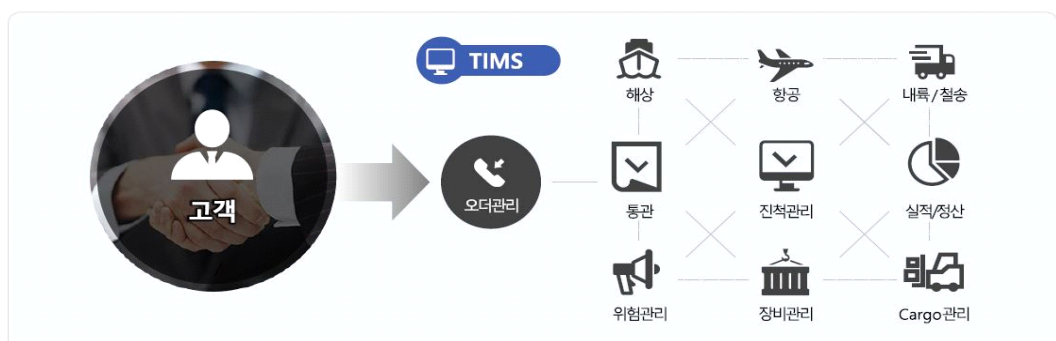 TIMS
해상
항공
내륙/철송
고객
오더관리
통관
진척관리
실적/정산
위험관리
장비관리
Cargo관리